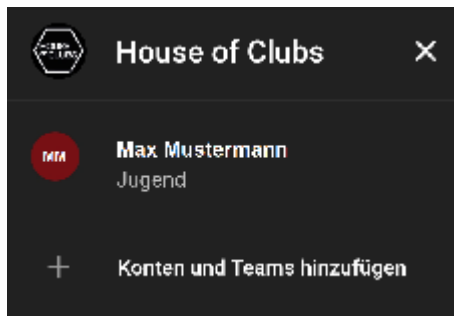 House of Clubs
MM
Max Mustermann
Jugend
Konten und Teams hinzufügen